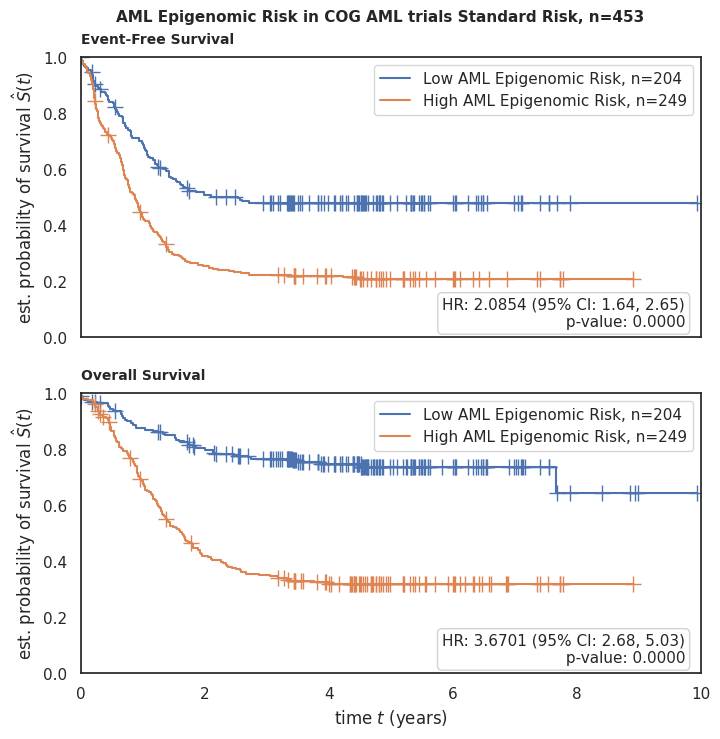 AML Epigenomic Risk in COG AML trials Standard Risk, n=453
Event-Free Survival
1.0
0.8
0.6
0.4
0.2
0.0
est. probability of survival Ŝ(t)
Low AML Epigenomic Risk, n=204
High AML Epigenomic Risk, n=249
HR: 2.0854 (95% CI: 1.64, 2.65)
p-value: 0.0000
Overall Survival
1.0
0.8
0.6
0.4
0.2
0.0
est. probability of survival Ŝ(t)
Low AML Epigenomic Risk, n=204
High AML Epigenomic Risk, n=249
HR: 3.6701 (95% CI: 2.68, 5.03)
p-value: 0.0000
0 2 4 6 8 10
time t (years)